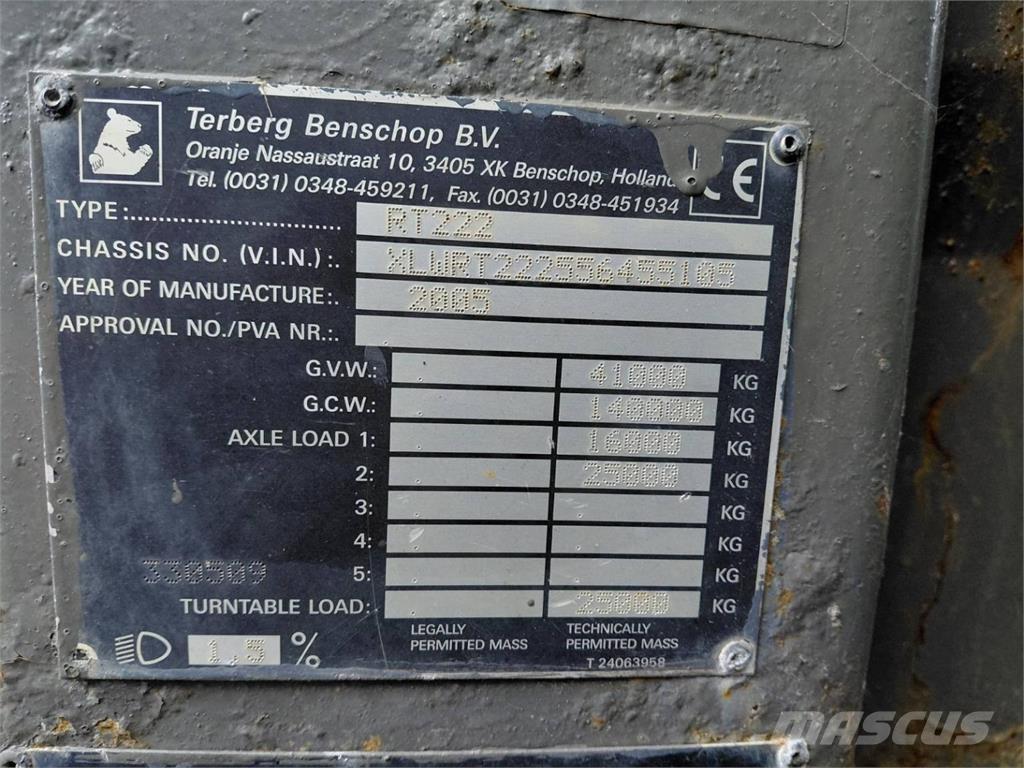 Terberg Benschop B.V.
Oranje Nassaustraat 10, 3405 XK Benschop, Holland
Tel. (0031) 0348-459211, Fax. (0031) 0348-451934
CE
TYPE:.............................. RT222
CHASSIS NO. (V.I.N.):. XLWRT222556455105
YEAR OF MANUFACTURE:. 2005
APPROVAL NO./PVA NR.:. .
G.V.W.: . 41000 KG
G.C.W.: . 140000 KG
AXLE LOAD 1: . 16000 KG
2: . 25000 KG
3: . . KG
4: . . KG
330509 5: . . KG
TURNTABLE LOAD: . 25000 KG
1,5 %
LEGALLY PERMITTED MASS
TECHNICALLY PERMITTED MASS
T 24063958
MASCUS